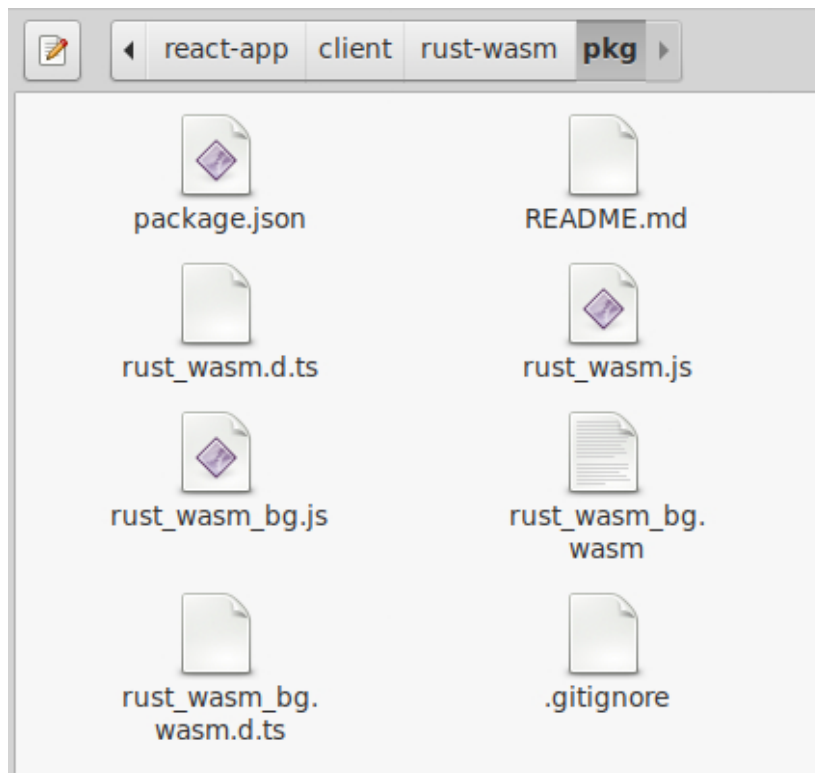 react-app client rust-wasm pkg
package.json README.md
rust_wasm.d.ts rust_wasm.js
rust_wasm_bg.js rust_wasm_bg.
wasm
rust_wasm_bg. .gitignore
wasm.d.ts